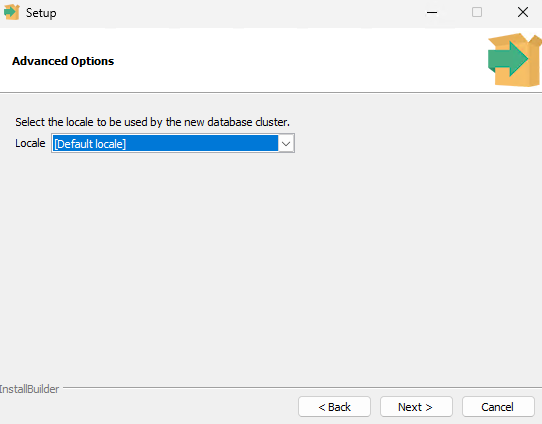 Setup
Advanced Options
Select the locale to be used by the new database cluster.
Locale [Default locale]
InstallBuilder
< Back Next > Cancel